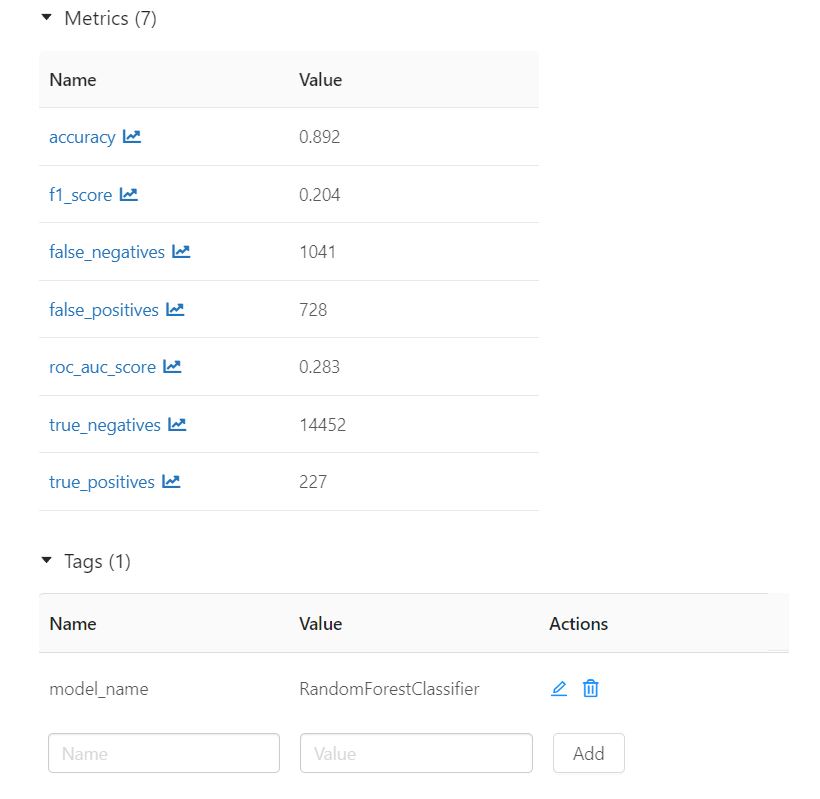 Metrics (7)
Name Value
accuracy 0.892
f1_score 0.204
false_negatives 1041
false_positives 728
roc_auc_score 0.283
true_negatives 14452
true_positives 227
Tags (1)
Name Value Actions
model_name RandomForestClassifier
Name Value Add